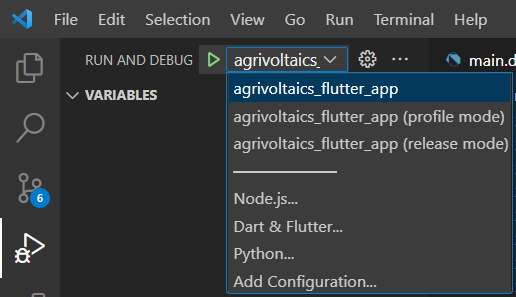 File Edit Selection View Go Run Terminal Help
RUN AND DEBUG agrivoltaics_ ... main.d
VARIABLES
agrivoltaics_flutter_app
agrivoltaics_flutter_app (profile mode)
agrivoltaics_flutter_app (release mode)
Node.js...
Dart & Flutter...
Python...
Add Configuration...
6